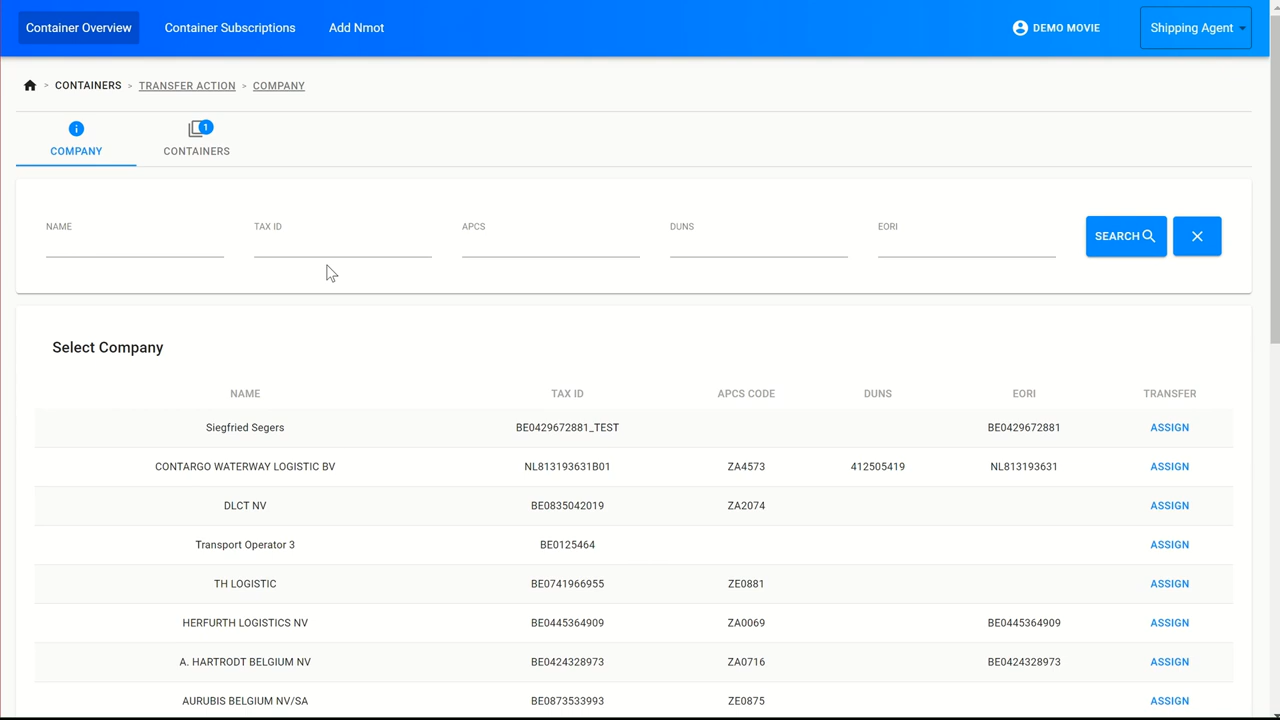 Container Overview Container Subscriptions Add Nmot DEMO MOVIE Shipping Agent
> CONTAINERS > TRANSFER ACTION > COMPANY
1
COMPANY CONTAINERS
NAME TAX ID APCS DUNS EORI
SEARCH
Select Company
NAME TAX ID APCS CODE DUNS EORI TRANSFER
Siegfried Segers BE0429672881_TEST BE0429672881 ASSIGN
CONTARGO WATERWAY LOGISTIC BV NL813193631B01 ZA4573 412505419 NL813193631 ASSIGN
DLCT NV BE0835042019 ZA2074 ASSIGN
Transport Operator 3 BE0125464 ASSIGN
TH LOGISTIC BE0741966955 ZE0881 ASSIGN
HERFURTH LOGISTICS NV BE0445364909 ZA0069 BE0445364909 ASSIGN
A. HARTRODT BELGIUM NV BE0424328973 ZA0716 BE0424328973 ASSIGN
AURUBIS BELGIUM NV/SA BE0873533993 ZE0875 ASSIGN